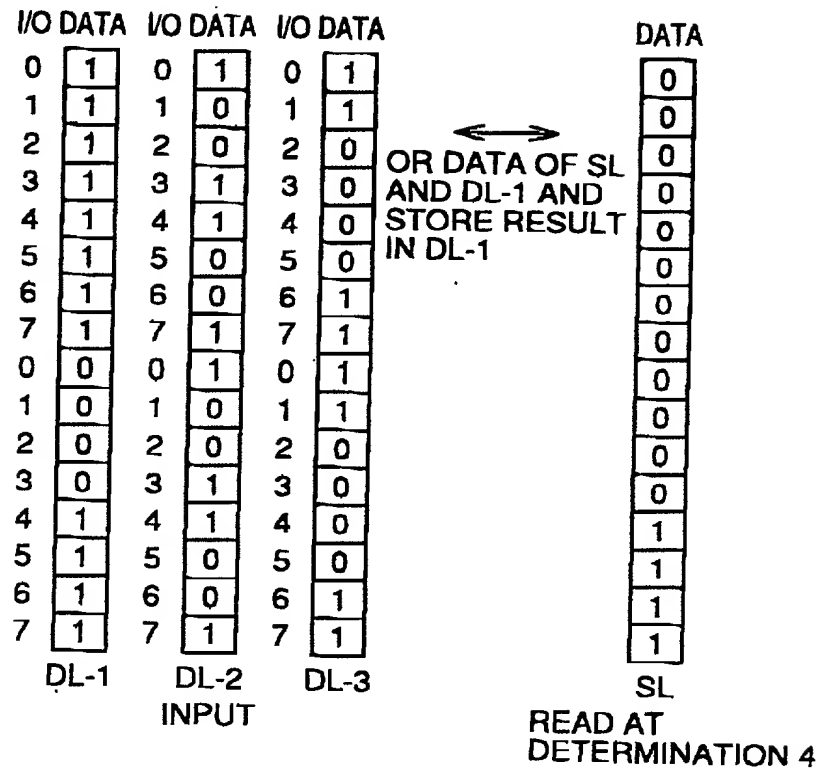 I/O DATA I/O DATA I/O DATA DATA
0 1 0 1 0 1 0
1 1 1 0 1 1 0
2 1 2 0 2 0 0
3 1 3 1 3 0 0
4 1 4 1 4 0 0
5 1 5 0 5 0 0
6 1 6 0 6 1 0
7 1 7 1 7 1 0
0 0 0 1 0 1 0
1 0 1 0 1 1 0
2 0 2 0 2 0 0
3 0 3 1 3 0 0
4 1 4 1 4 0 1
5 1 5 0 5 0 1
6 1 6 0 6 1 1
7 1 7 1 7 1 1
OR DATA OF SL
AND DL-1 AND
STORE RESULT
IN DL-1
DL-1 DL-2 DL-3 SL
INPUT
READ AT
DETERMINATION 4